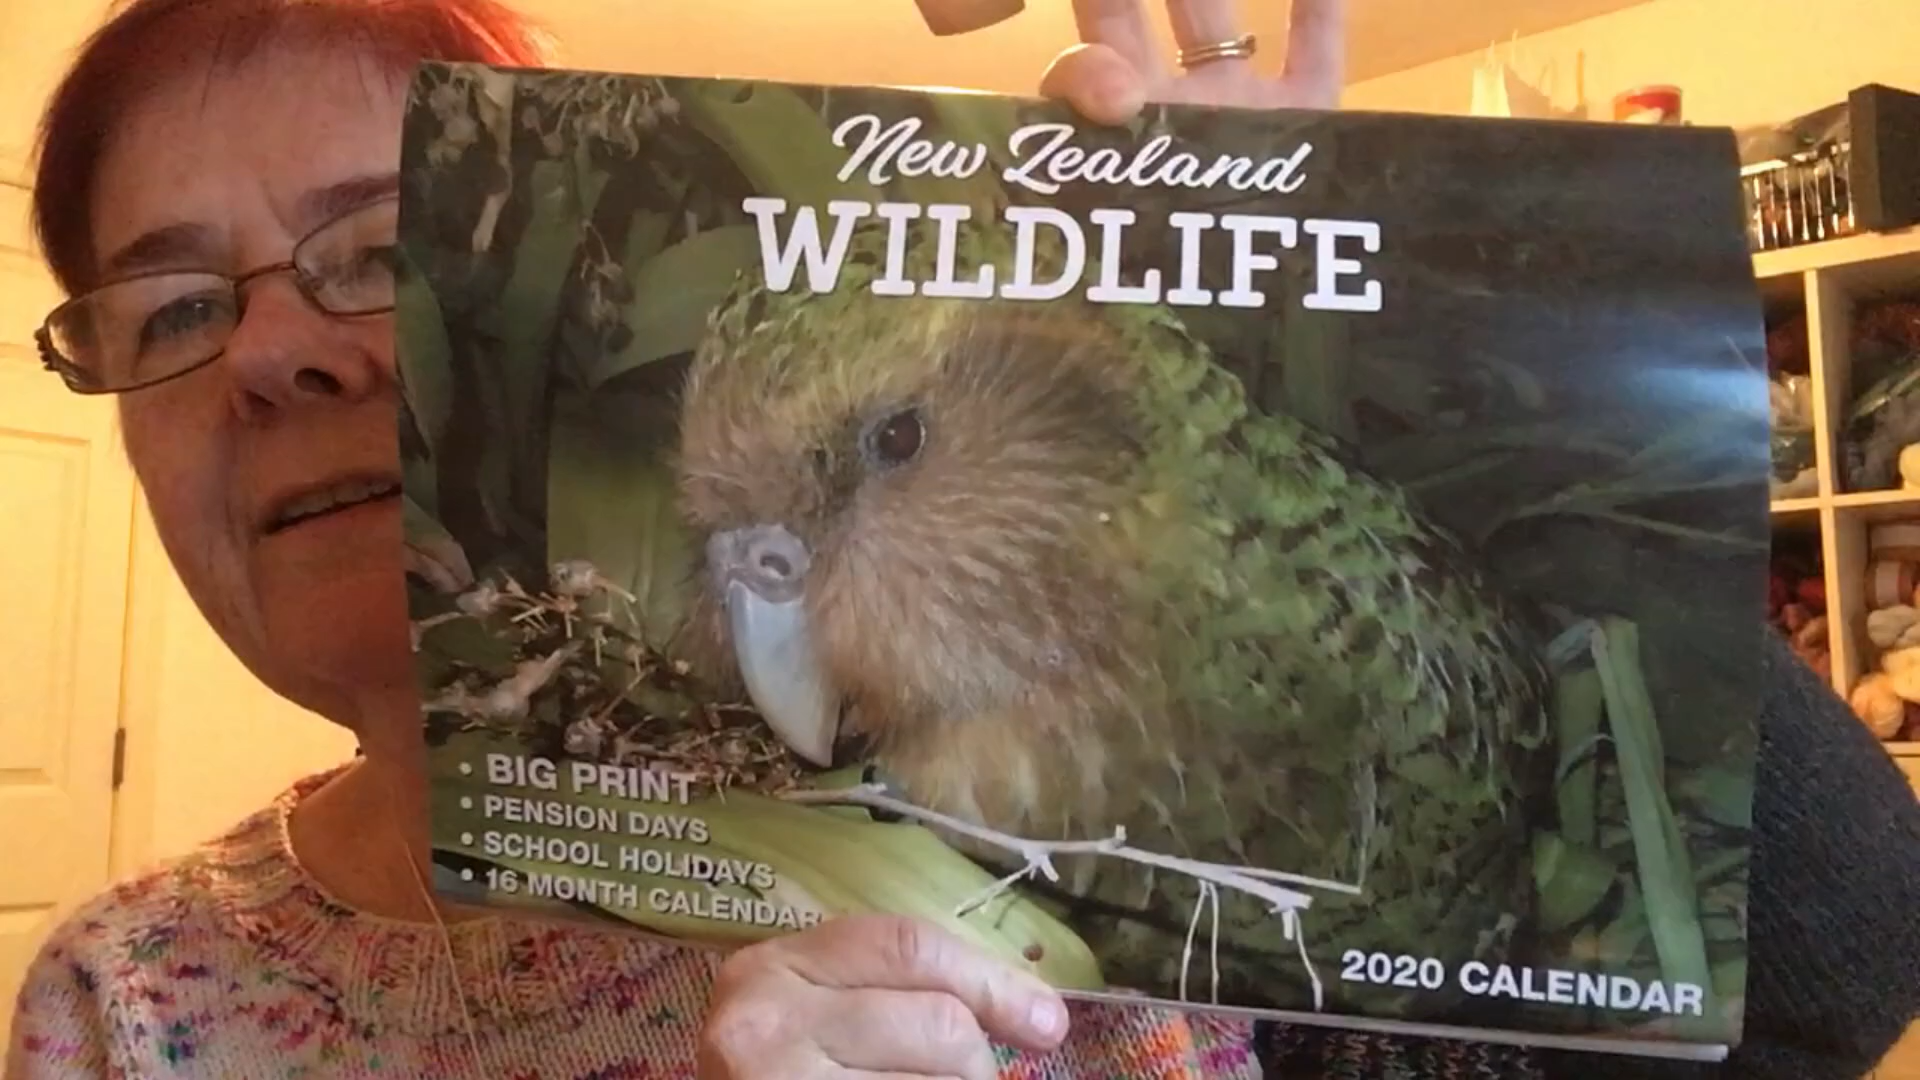 New Zealand
WILDLIFE
• BIG PRINT
• PENSION DAYS
• SCHOOL HOLIDAYS
• 16 MONTH CALENDAR
2020 CALENDAR